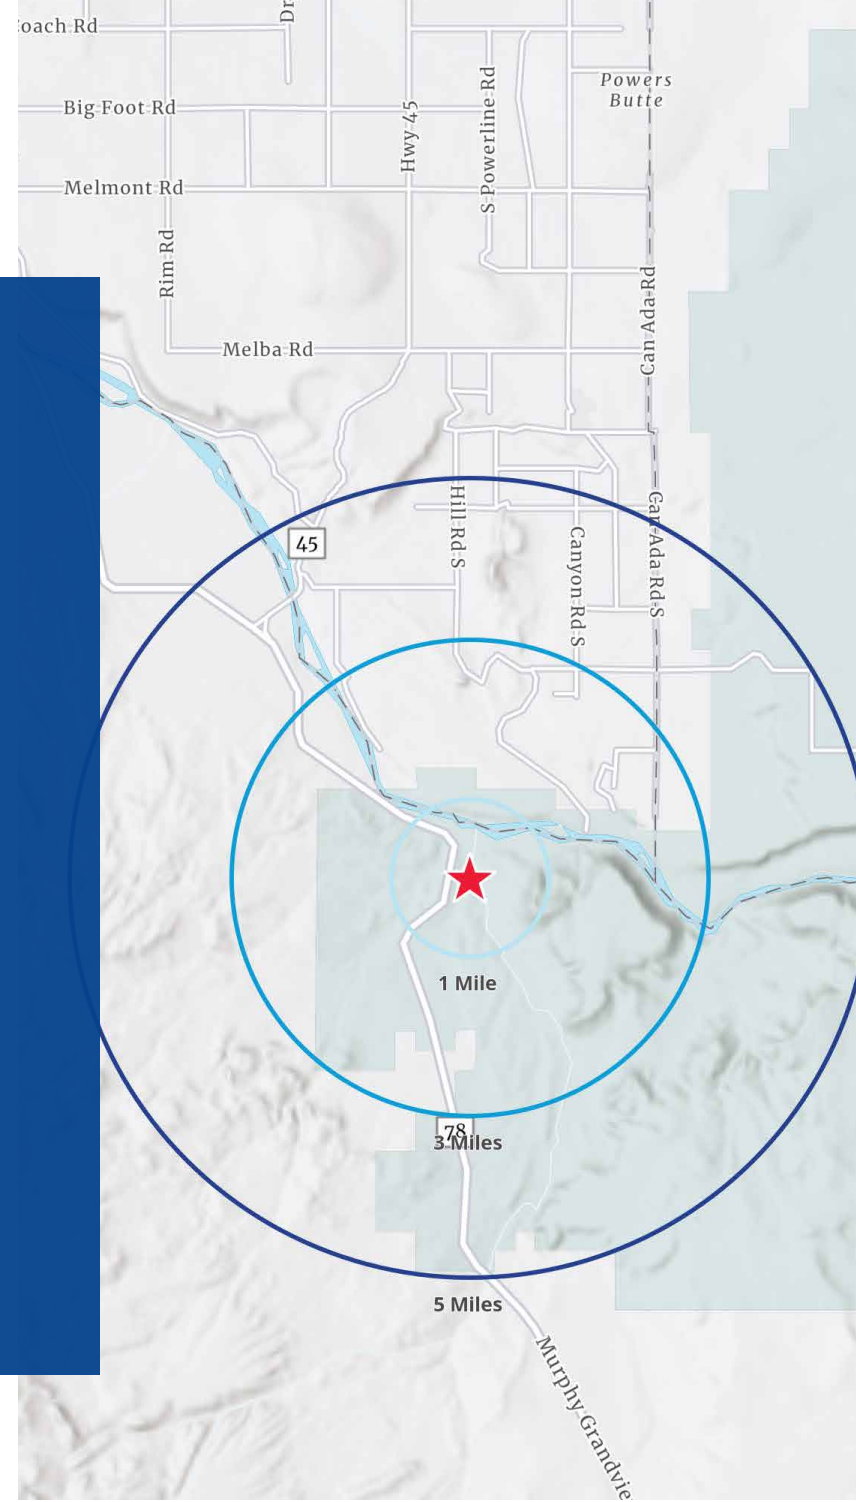 oach Rd
Dr
Big Foot Rd
Hwy 45
S Powerline Rd
Powers
Butte
Melmont Rd
Rim Rd
Can Ada Rd
Melba Rd
Hill Rd S
45
Canyon Rd S
Can Ada Rd S
1 Mile
78
3 Miles
5 Miles
Murphy Grandvie